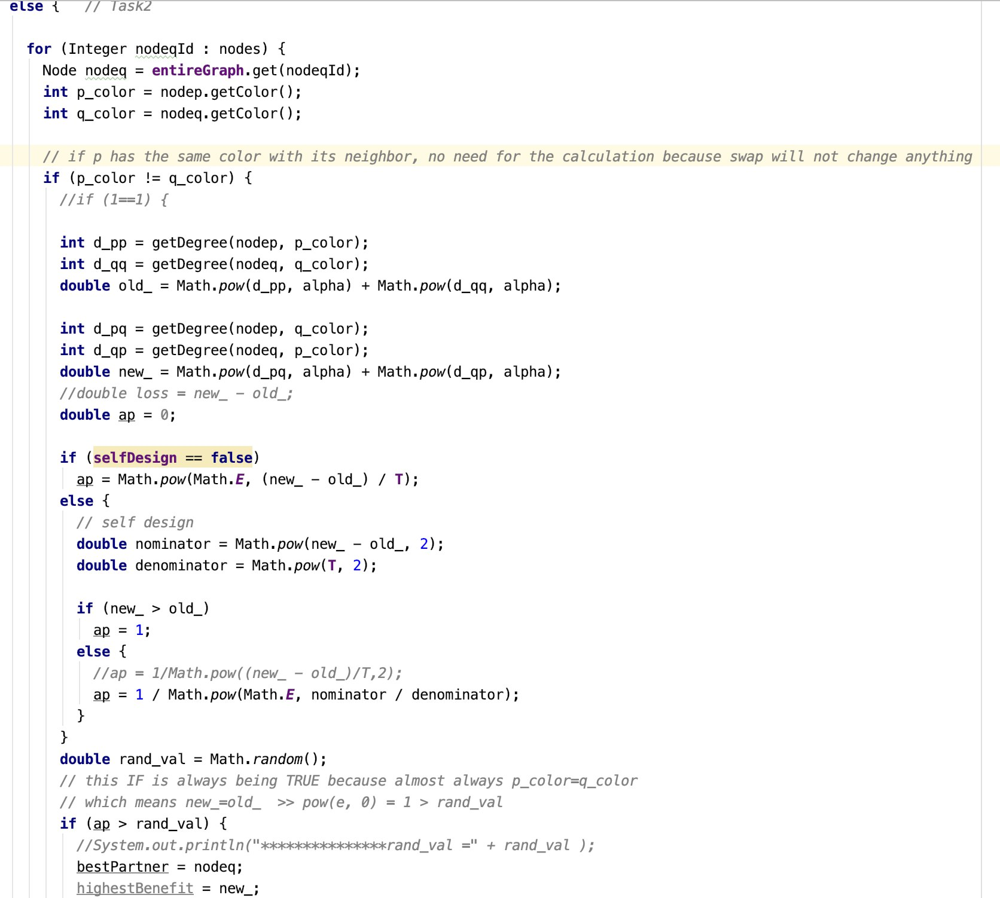 else {   // Task2
for (Integer nodeqId : nodes) {
Node nodeq = entireGraph.get(nodeqId);
int p_color = nodep.getColor();
int q_color = nodeq.getColor();
// if p has the same color with its neighbor, no need for the calculation because swap will not change anything
if (p_color != q_color) {
//if (1==1) {
int d_pp = getDegree(nodep, p_color);
int d_qq = getDegree(nodeq, q_color);
double old_ = Math.pow(d_pp, alpha) + Math.pow(d_qq, alpha);
int d_pq = getDegree(nodep, q_color);
int d_qp = getDegree(nodeq, p_color);
double new_ = Math.pow(d_pq, alpha) + Math.pow(d_qp, alpha);
//double loss = new_ - old_;
double ap = 0;
if (selfDesign == false)
ap = Math.pow(Math.E, (new_ - old_) / T);
else {
// self design
double nominator = Math.pow(new_ - old_, 2);
double denominator = Math.pow(T, 2);
if (new_ > old_)
ap = 1;
else {
//ap = 1/Math.pow((new_ - old_)/T,2);
ap = 1 / Math.pow(Math.E, nominator / denominator);
}
}
double rand_val = Math.random();
// this IF is always being TRUE because almost always p_color=q_color
// which means new_=old_  >> pow(e, 0) = 1 > rand_val
if (ap > rand_val) {
//System.out.println("***************rand_val =" + rand_val );
bestPartner = nodeq;
highestBenefit = new_;